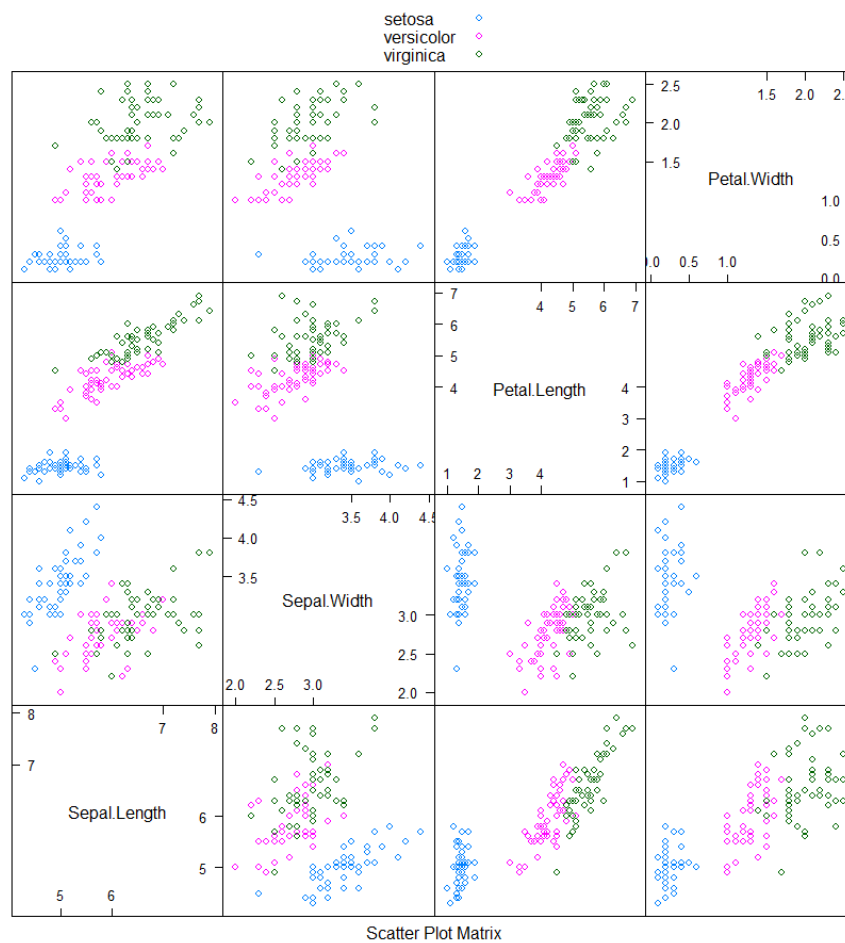 setosa
versicolor
virginica
2.5 1.5 2.0 2.5
2.0
1.5
Petal.Width
1.0
0.5
0.0 0.5 1.0 0.0
7 4 5 6 7
6
5
4 Petal.Length 4
3
2
1 2 3 4 1
4.5 3.5 4.0 4.5
4.0
3.5
Sepal.Width
3.0
2.5
2.0 2.5 3.0 2.0
8 7 8
7
Sepal.Length 6
5
5 6
Scatter Plot Matrix